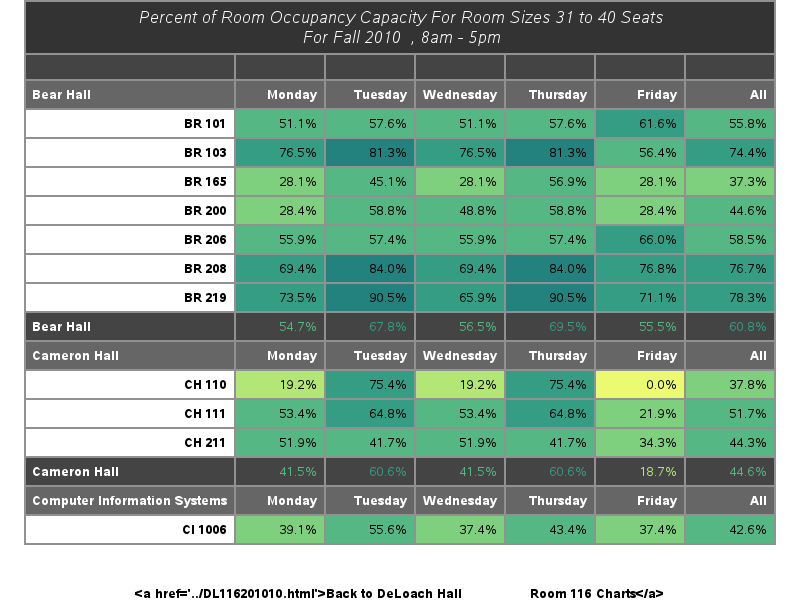 Percent of Room Occupancy Capacity For Room Sizes 31 to 40 Seats
For Fall 2010 , 8am - 5pm
Bear Hall Monday Tuesday Wednesday Thursday Friday All
BR 101 51.1% 57.6% 51.1% 57.6% 61.6% 55.8%
BR 103 76.5% 81.3% 76.5% 81.3% 56.4% 74.4%
BR 165 28.1% 45.1% 28.1% 56.9% 28.1% 37.3%
BR 200 28.4% 58.8% 48.8% 58.8% 28.4% 44.6%
BR 206 55.9% 57.4% 55.9% 57.4% 66.0% 58.5%
BR 208 69.4% 84.0% 69.4% 84.0% 76.8% 76.7%
BR 219 73.5% 90.5% 65.9% 90.5% 71.1% 78.3%
Bear Hall 54.7% 67.8% 56.5% 69.5% 55.5% 60.8%
Cameron Hall Monday Tuesday Wednesday Thursday Friday All
CH 110 19.2% 75.4% 19.2% 75.4% 0.0% 37.8%
CH 111 53.4% 64.8% 53.4% 64.8% 21.9% 51.7%
CH 211 51.9% 41.7% 51.9% 41.7% 34.3% 44.3%
Cameron Hall 41.5% 60.6% 41.5% 60.6% 18.7% 44.6%
Computer Information Systems Monday Tuesday Wednesday Thursday Friday All
CI 1006 39.1% 55.6% 37.4% 43.4% 37.4% 42.6%
<a href='../DL116201010.html'>Back to DeLoach Hall Room 116 Charts</a>